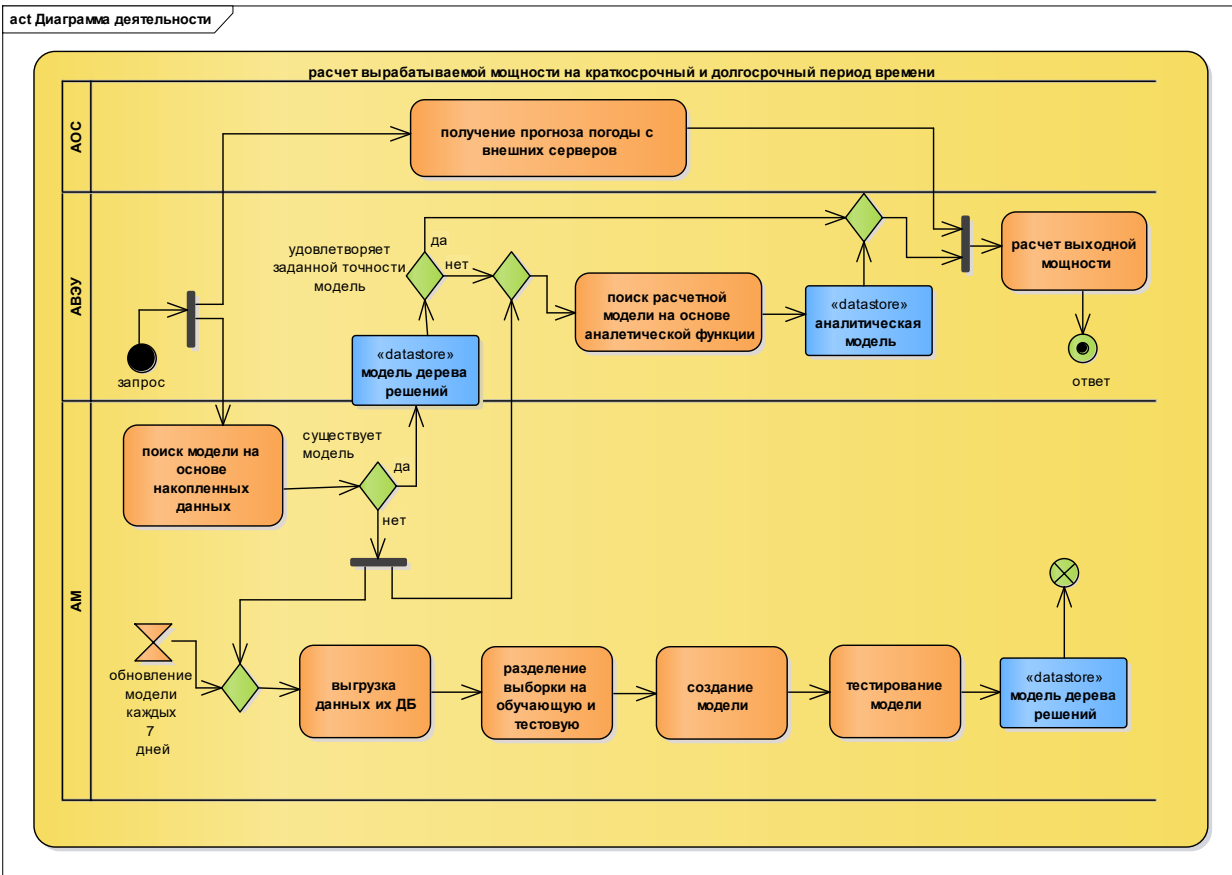 act Диаграмма деятельности
расчет вырабатываемой мощности на краткосрочный и долгосрочный период времени
АОС
получение прогноза погоды с
внешних серверов
АВЭУ
запрос
удовлетворяет
заданной точности
модель
да
нет
«datastore»
модель дерева
решений
поиск расчетной
модели на основе
аналетической функции
«datastore»
аналитическая
модель
расчет выходной
мощности
ответ
АМ
поиск модели на
основе
накопленных
данных
существует
модель
да
нет
обновление
модели
каждых
7
дней
выгрузка
данных их ДБ
разделение
выборки на
обучающую и
тестовую
создание
модели
тестирование
модели
«datastore»
модель дерева
решений